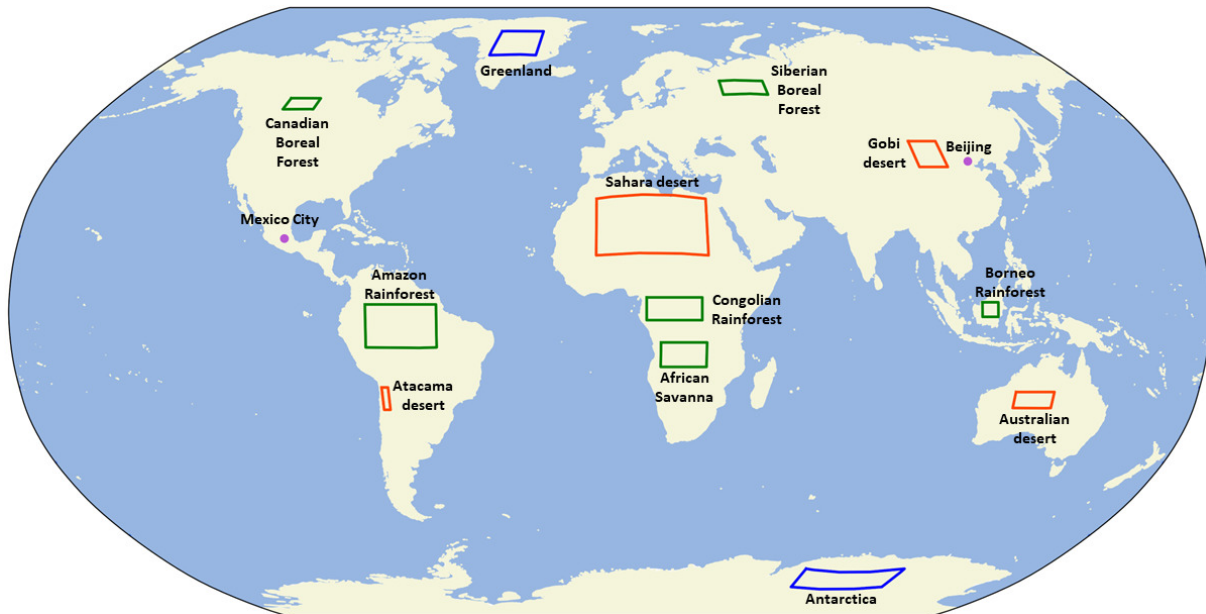 Greenland
Siberian
Boreal
Forest
Canadian
Boreal
Forest
Gobi
desert
Beijing
Sahara desert
Mexico City
Amazon
Rainforest
Congolian
Rainforest
Borneo
Rainforest
African
Savanna
Atacama
desert
Australian
desert
Antarctica